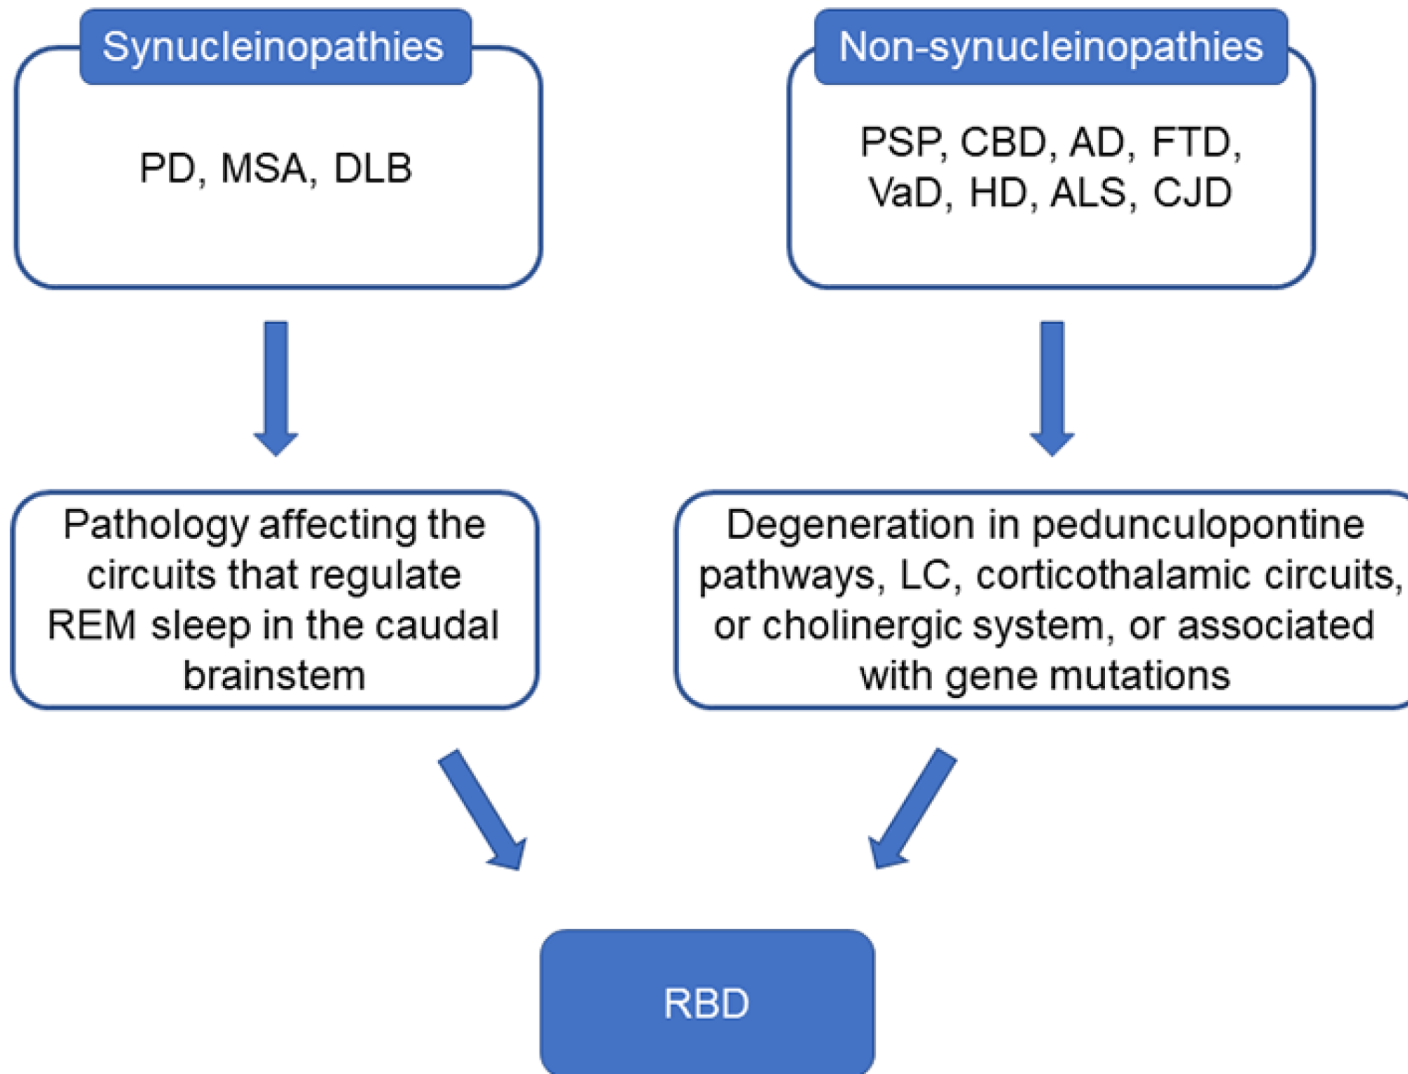 Synucleinopathies
PD, MSA, DLB
Non-synucleinopathies
PSP, CBD, AD, FTD,
VaD, HD, ALS, CJD
Pathology affecting the
circuits that regulate
REM sleep in the caudal
brainstem
Degeneration in pedunculopontine
pathways, LC, corticothalamic circuits,
or cholinergic system, or associated
with gene mutations
RBD